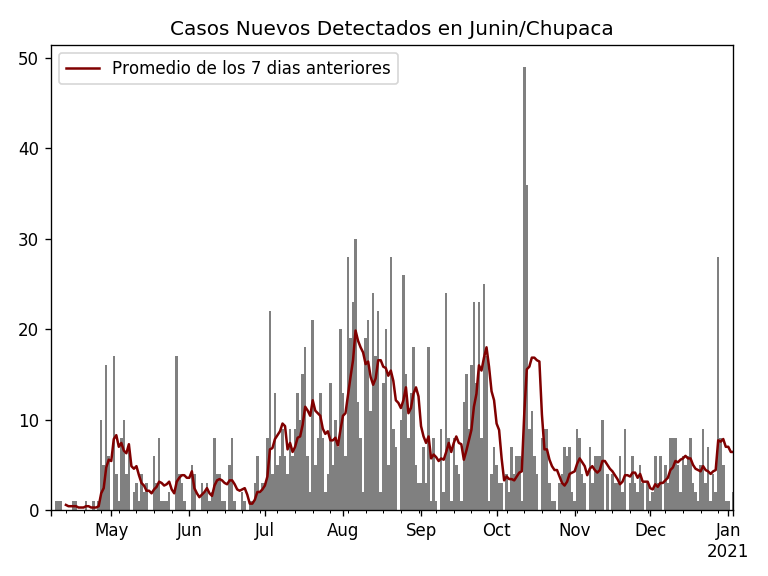 Casos Nuevos Detectados en Junin/Chupaca
Promedio de los 7 dias anteriores
50
40
30
20
10
0
May Jun Jul Aug Sep Oct Nov Dec Jan
2021